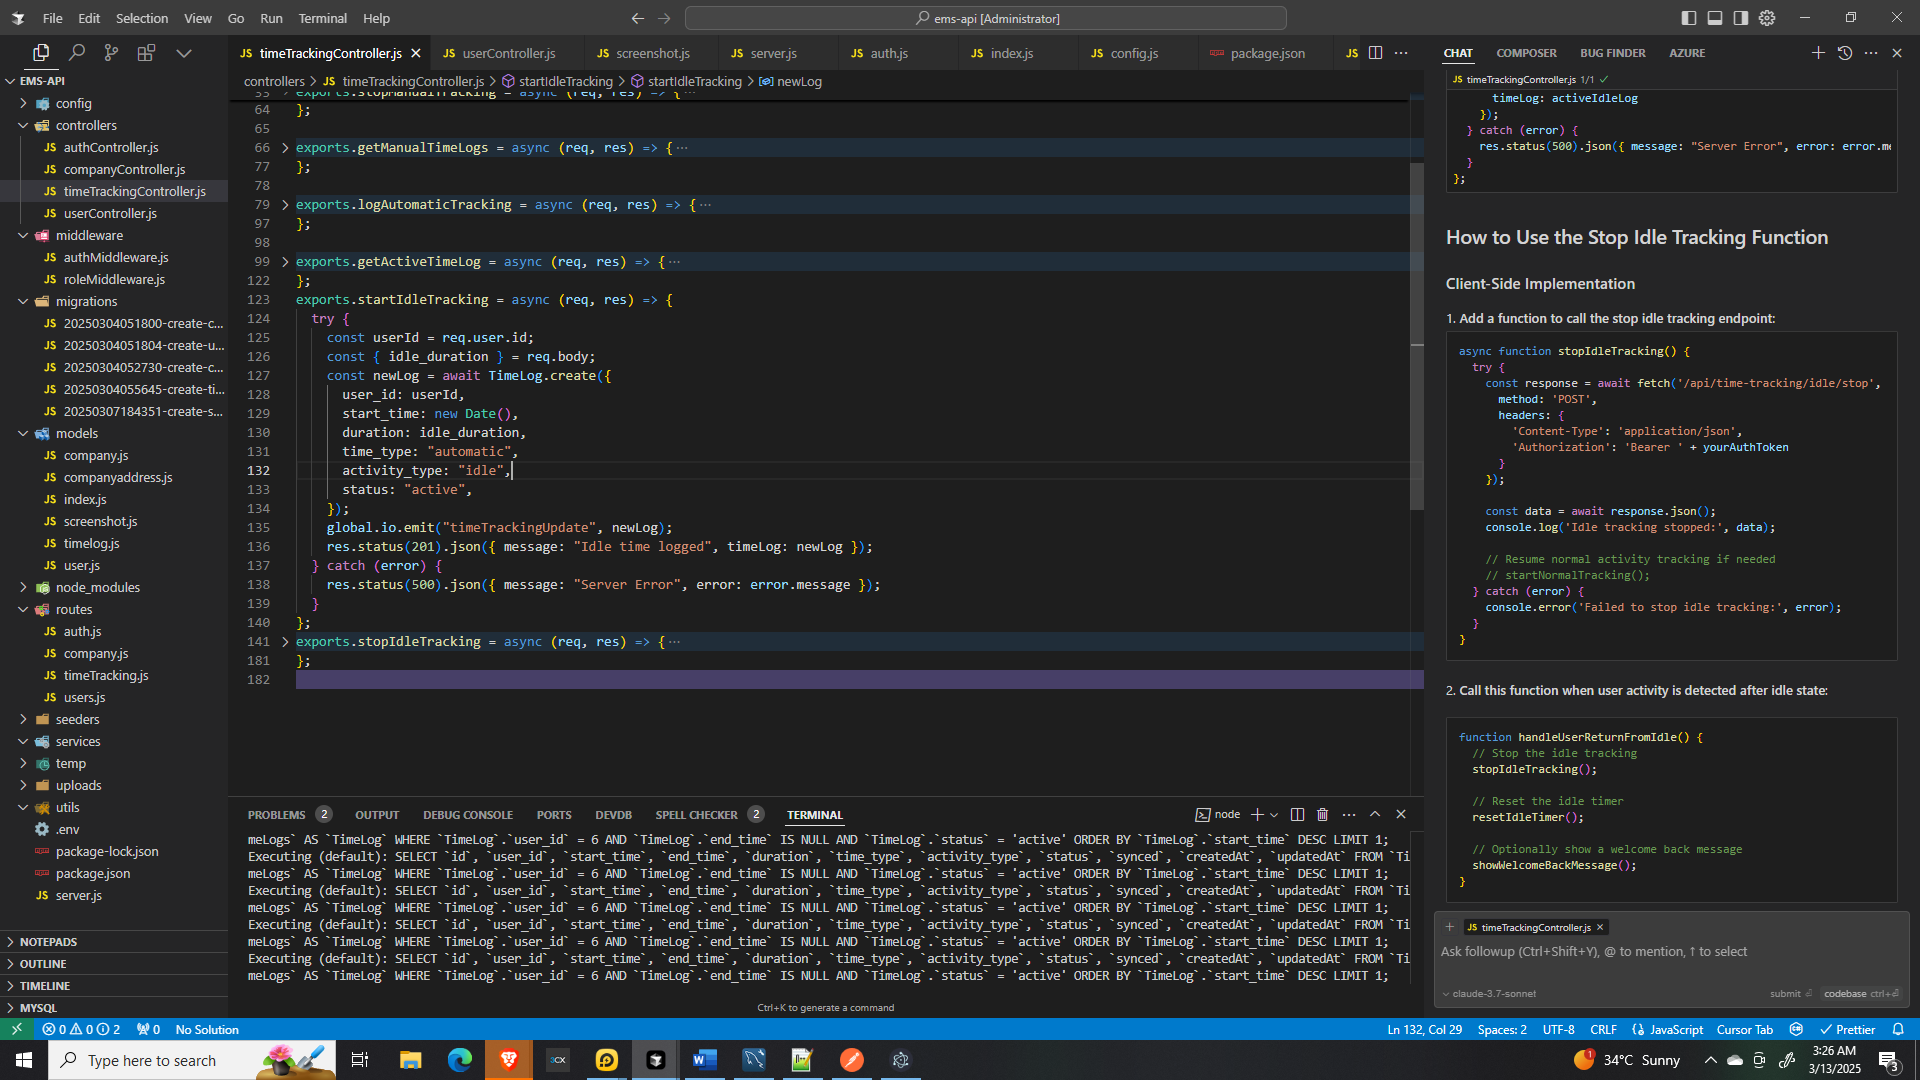 File Edit Selection View Go Run Terminal Help
ems-api [Administrator]
EMS-API
config
controllers
authController.js
companyController.js
timeTrackingController.js
userController.js
middleware
authMiddleware.js
roleMiddleware.js
migrations
20250304051800-create-c...
20250304051804-create-u...
20250304052730-create-c...
20250304055645-create-ti...
20250307184351-create-s...
models
company.js
companyaddress.js
index.js
screenshot.js
timelog.js
user.js
node_modules
routes
auth.js
company.js
timeTracking.js
users.js
seeders
services
temp
uploads
utils
.env
package-lock.json
package.json
server.js
NOTEPADS
OUTLINE
TIMELINE
MYSQL
timeTrackingController.js userController.js screenshot.js server.js auth.js index.js config.js package.json JS
controllers > JS timeTrackingController.js > startIdleTracking > startIdleTracking > newLog
35 exports.stopManualTracking = async (req, res) => { ···
64 };
65
66 exports.getManualTimeLogs = async (req, res) => { ···
77 };
78
79 exports.logAutomaticTracking = async (req, res) => { ···
97 };
98
99 exports.getActiveTimeLog = async (req, res) => { ···
122 };
123 exports.startIdleTracking = async (req, res) => {
124 try {
125 const userId = req.user.id;
126 const { idle_duration } = req.body;
127 const newLog = await TimeLog.create({
128 user_id: userId,
129 start_time: new Date(),
130 duration: idle_duration,
131 time_type: "automatic",
132 activity_type: "idle",
133 status: "active",
134 });
135 global.io.emit("timeTrackingUpdate", newLog);
136 res.status(201).json({ message: "Idle time logged", timeLog: newLog });
137 } catch (error) {
138 res.status(500).json({ message: "Server Error", error: error.message });
139 }
140 };
141 exports.stopIdleTracking = async (req, res) => { ···
181 };
182
PROBLEMS 2 OUTPUT DEBUG CONSOLE PORTS DEVDB SPELL CHECKER 2 TERMINAL node
meLogs` AS `TimeLog` WHERE `TimeLog`.`user_id` = 6 AND `TimeLog`.`end_time` IS NULL AND `TimeLog`.`status` = 'active' ORDER BY `TimeLog`.`start_time` DESC LIMIT 1;
Executing (default): SELECT `id`, `user_id`, `start_time`, `end_time`, `duration`, `time_type`, `activity_type`, `status`, `synced`, `createdAt`, `updatedAt` FROM `Ti
meLogs` AS `TimeLog` WHERE `TimeLog`.`user_id` = 6 AND `TimeLog`.`end_time` IS NULL AND `TimeLog`.`status` = 'active' ORDER BY `TimeLog`.`start_time` DESC LIMIT 1;
Executing (default): SELECT `id`, `user_id`, `start_time`, `end_time`, `duration`, `time_type`, `activity_type`, `status`, `synced`, `createdAt`, `updatedAt` FROM `Ti
meLogs` AS `TimeLog` WHERE `TimeLog`.`user_id` = 6 AND `TimeLog`.`end_time` IS NULL AND `TimeLog`.`status` = 'active' ORDER BY `TimeLog`.`start_time` DESC LIMIT 1;
Executing (default): SELECT `id`, `user_id`, `start_time`, `end_time`, `duration`, `time_type`, `activity_type`, `status`, `synced`, `createdAt`, `updatedAt` FROM `Ti
meLogs` AS `TimeLog` WHERE `TimeLog`.`user_id` = 6 AND `TimeLog`.`end_time` IS NULL AND `TimeLog`.`status` = 'active' ORDER BY `TimeLog`.`start_time` DESC LIMIT 1;
Executing (default): SELECT `id`, `user_id`, `start_time`, `end_time`, `duration`, `time_type`, `activity_type`, `status`, `synced`, `createdAt`, `updatedAt` FROM `Ti
meLogs` AS `TimeLog` WHERE `TimeLog`.`user_id` = 6 AND `TimeLog`.`end_time` IS NULL AND `TimeLog`.`status` = 'active' ORDER BY `TimeLog`.`start_time` DESC LIMIT 1;
Ctrl+K to generate a command
CHAT COMPOSER BUG FINDER AZURE
JS timeTrackingController.js 1/1 ✓
timeLog: activeIdleLog
});
} catch (error) {
res.status(500).json({ message: "Server Error", error: error.me
}
};
How to Use the Stop Idle Tracking Function
Client-Side Implementation
1. Add a function to call the stop idle tracking endpoint:
async function stopIdleTracking() {
try {
const response = await fetch('/api/time-tracking/idle/stop',
method: 'POST',
headers: {
'Content-Type': 'application/json',
'Authorization': 'Bearer ' + yourAuthToken
}
});
const data = await response.json();
console.log('Idle tracking stopped:', data);
// Resume normal activity tracking if needed
// startNormalTracking();
} catch (error) {
console.error('Failed to stop idle tracking:', error);
}
}
2. Call this function when user activity is detected after idle state:
function handleUserReturnFromIdle() {
// Stop the idle tracking
stopIdleTracking();
// Reset the idle timer
resetIdleTimer();
// Optionally show a welcome back message
showWelcomeBackMessage();
}
+ JS timeTrackingController.js ×
Ask followup (Ctrl+Shift+Y), @ to mention, ↑ to select
claude-3.7-sonnet submit ⏎ codebase ctrl+⏎
0 0 2 0 No Solution Ln 132, Col 29 Spaces: 2 UTF-8 CRLF {} JavaScript Cursor Tab ✓ Prettier
Type here to search 34°C Sunny 3:26 AM
3/13/2025